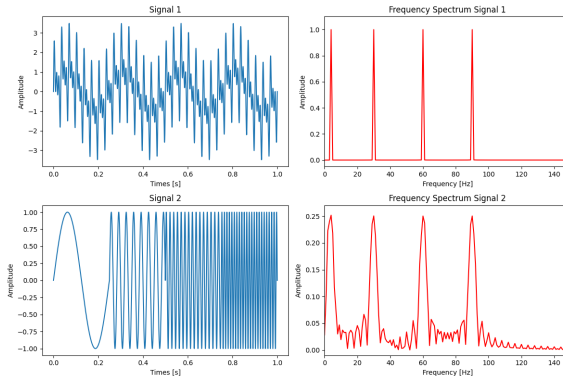 Signal 1
Amplitude
3
2
1
0
−1
−2
−3
0.0 0.2 0.4 0.6 0.8 1.0
Times [s]
Frequency Spectrum Signal 1
Amplitude
1.0
0.8
0.6
0.4
0.2
0.0
0 20 40 60 80 100 120 140
Frequency [Hz]
Signal 2
Amplitude
1.00
0.75
0.50
0.25
0.00
−0.25
−0.50
−0.75
−1.00
0.0 0.2 0.4 0.6 0.8 1.0
Times [s]
Frequency Spectrum Signal 2
Amplitude
0.25
0.20
0.15
0.10
0.05
0.00
0 20 40 60 80 100 120 140
Frequency [Hz]